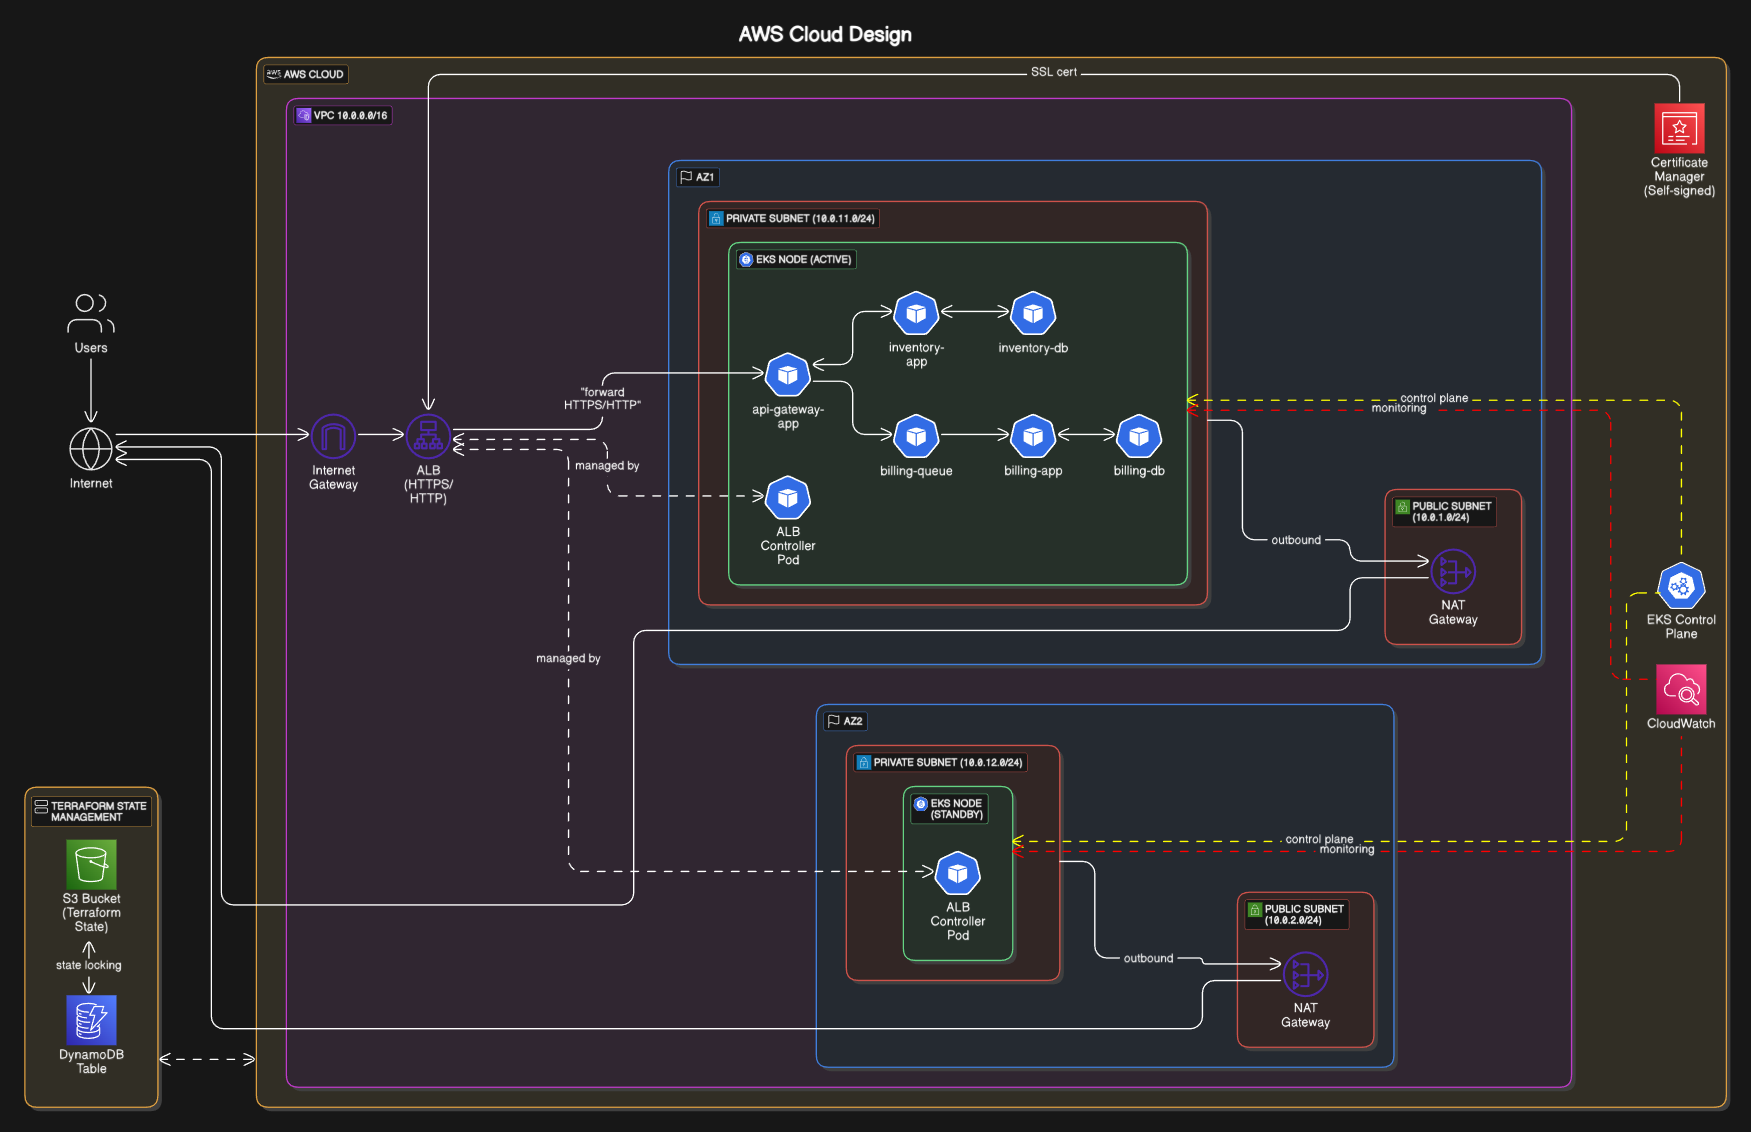 AWS Cloud Design
aws AWS CLOUD
SSL cert
VPC 10.0.0.0/16
Certificate
Manager
(Self-signed)
AZ1
PRIVATE SUBNET (10.0.11.0/24)
EKS NODE (ACTIVE)
Users
inventory-
app
inventory-db
"forward
HTTPS/HTTP"
api-gateway-
app
control plane
monitoring
Internet
Internet
Gateway
ALB
(HTTPS/
HTTP)
managed by
billing-queue
billing-app
billing-db
ALB
Controller
Pod
outbound
PUBLIC SUBNET
(10.0.1.0/24)
NAT
Gateway
EKS Control
Plane
managed by
CloudWatch
AZ2
PRIVATE SUBNET (10.0.12.0/24)
EKS NODE
(STANDBY)
TERRAFORM STATE
MANAGEMENT
control plane
monitoring
S3 Bucket
(Terraform
State)
ALB
Controller
Pod
PUBLIC SUBNET
(10.0.2.0/24)
state locking
outbound
NAT
Gateway
DynamoDB
Table